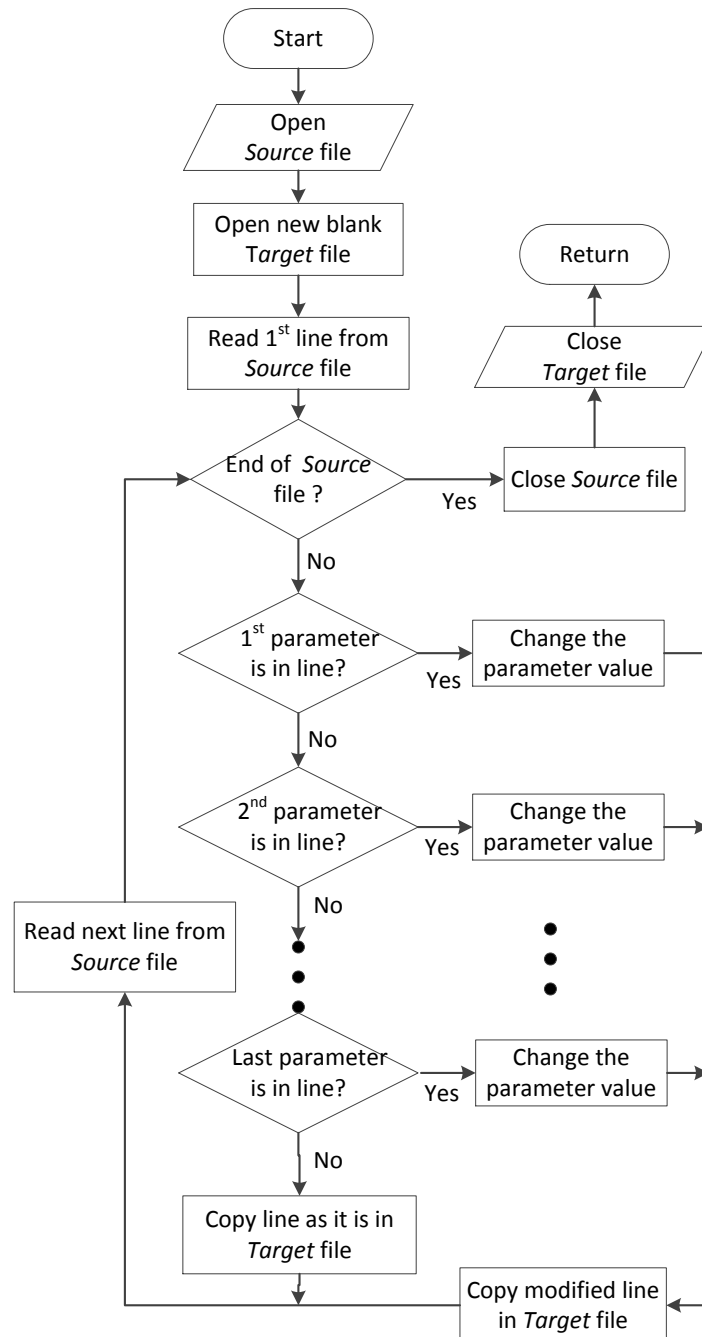 Start
Open
Source file
Open new blank
Target file
Return
Read 1st line from
Source file
Close
Target file
End of Source
file ?
Yes
Close Source file
No
1st parameter
is in line?
Yes
Change the
parameter value
No
2nd parameter
is in line?
Yes
Change the
parameter value
No
Read next line from
Source file
Last parameter
is in line?
Yes
Change the
parameter value
No
Copy line as it is in
Target file
Copy modified line
in Target file